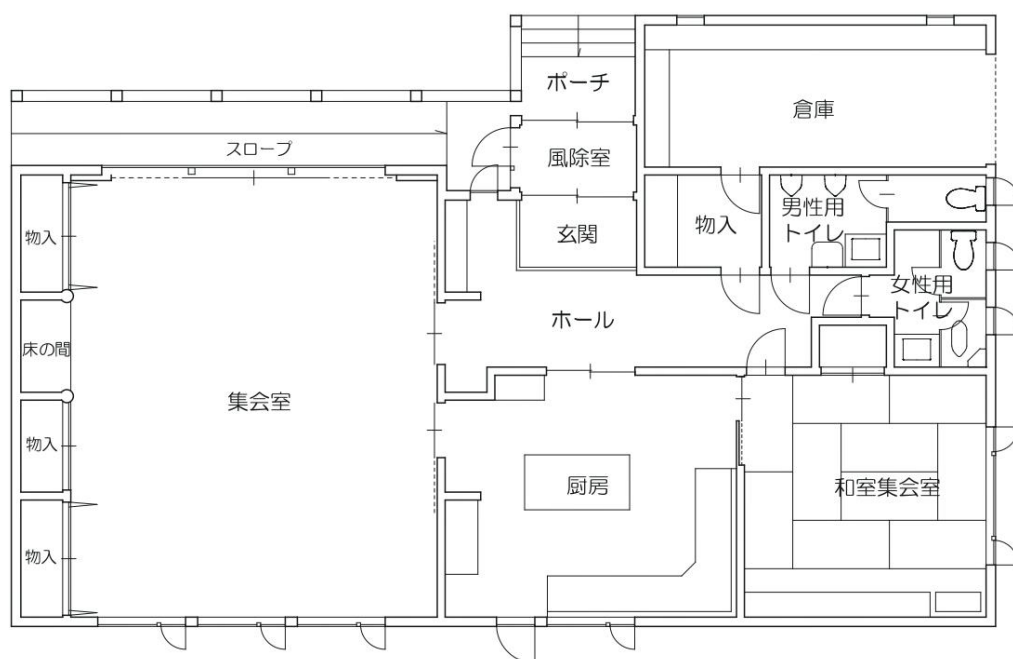 ポーチ
倉庫
スロープ
風除室
物入
玄関
物入
男性用
トイレ
床の間
ホール
女性用
トイレ
集会室
物入
厨房
和室集会室
物入